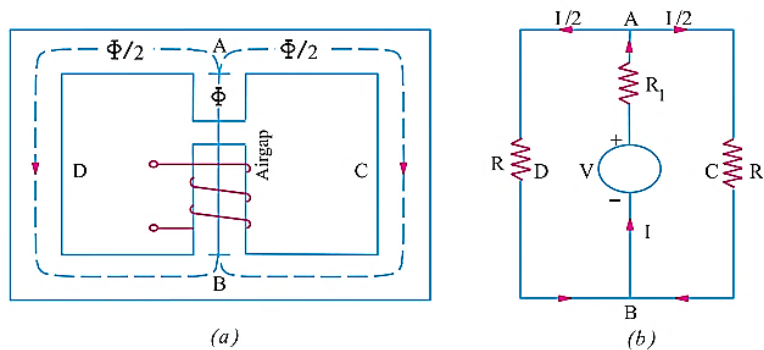 Φ/2 A Φ/2
Φ
D Airgap C
B
(a)
I/2 A I/2
R₁
+
R D V C R
−
I
B
(b)